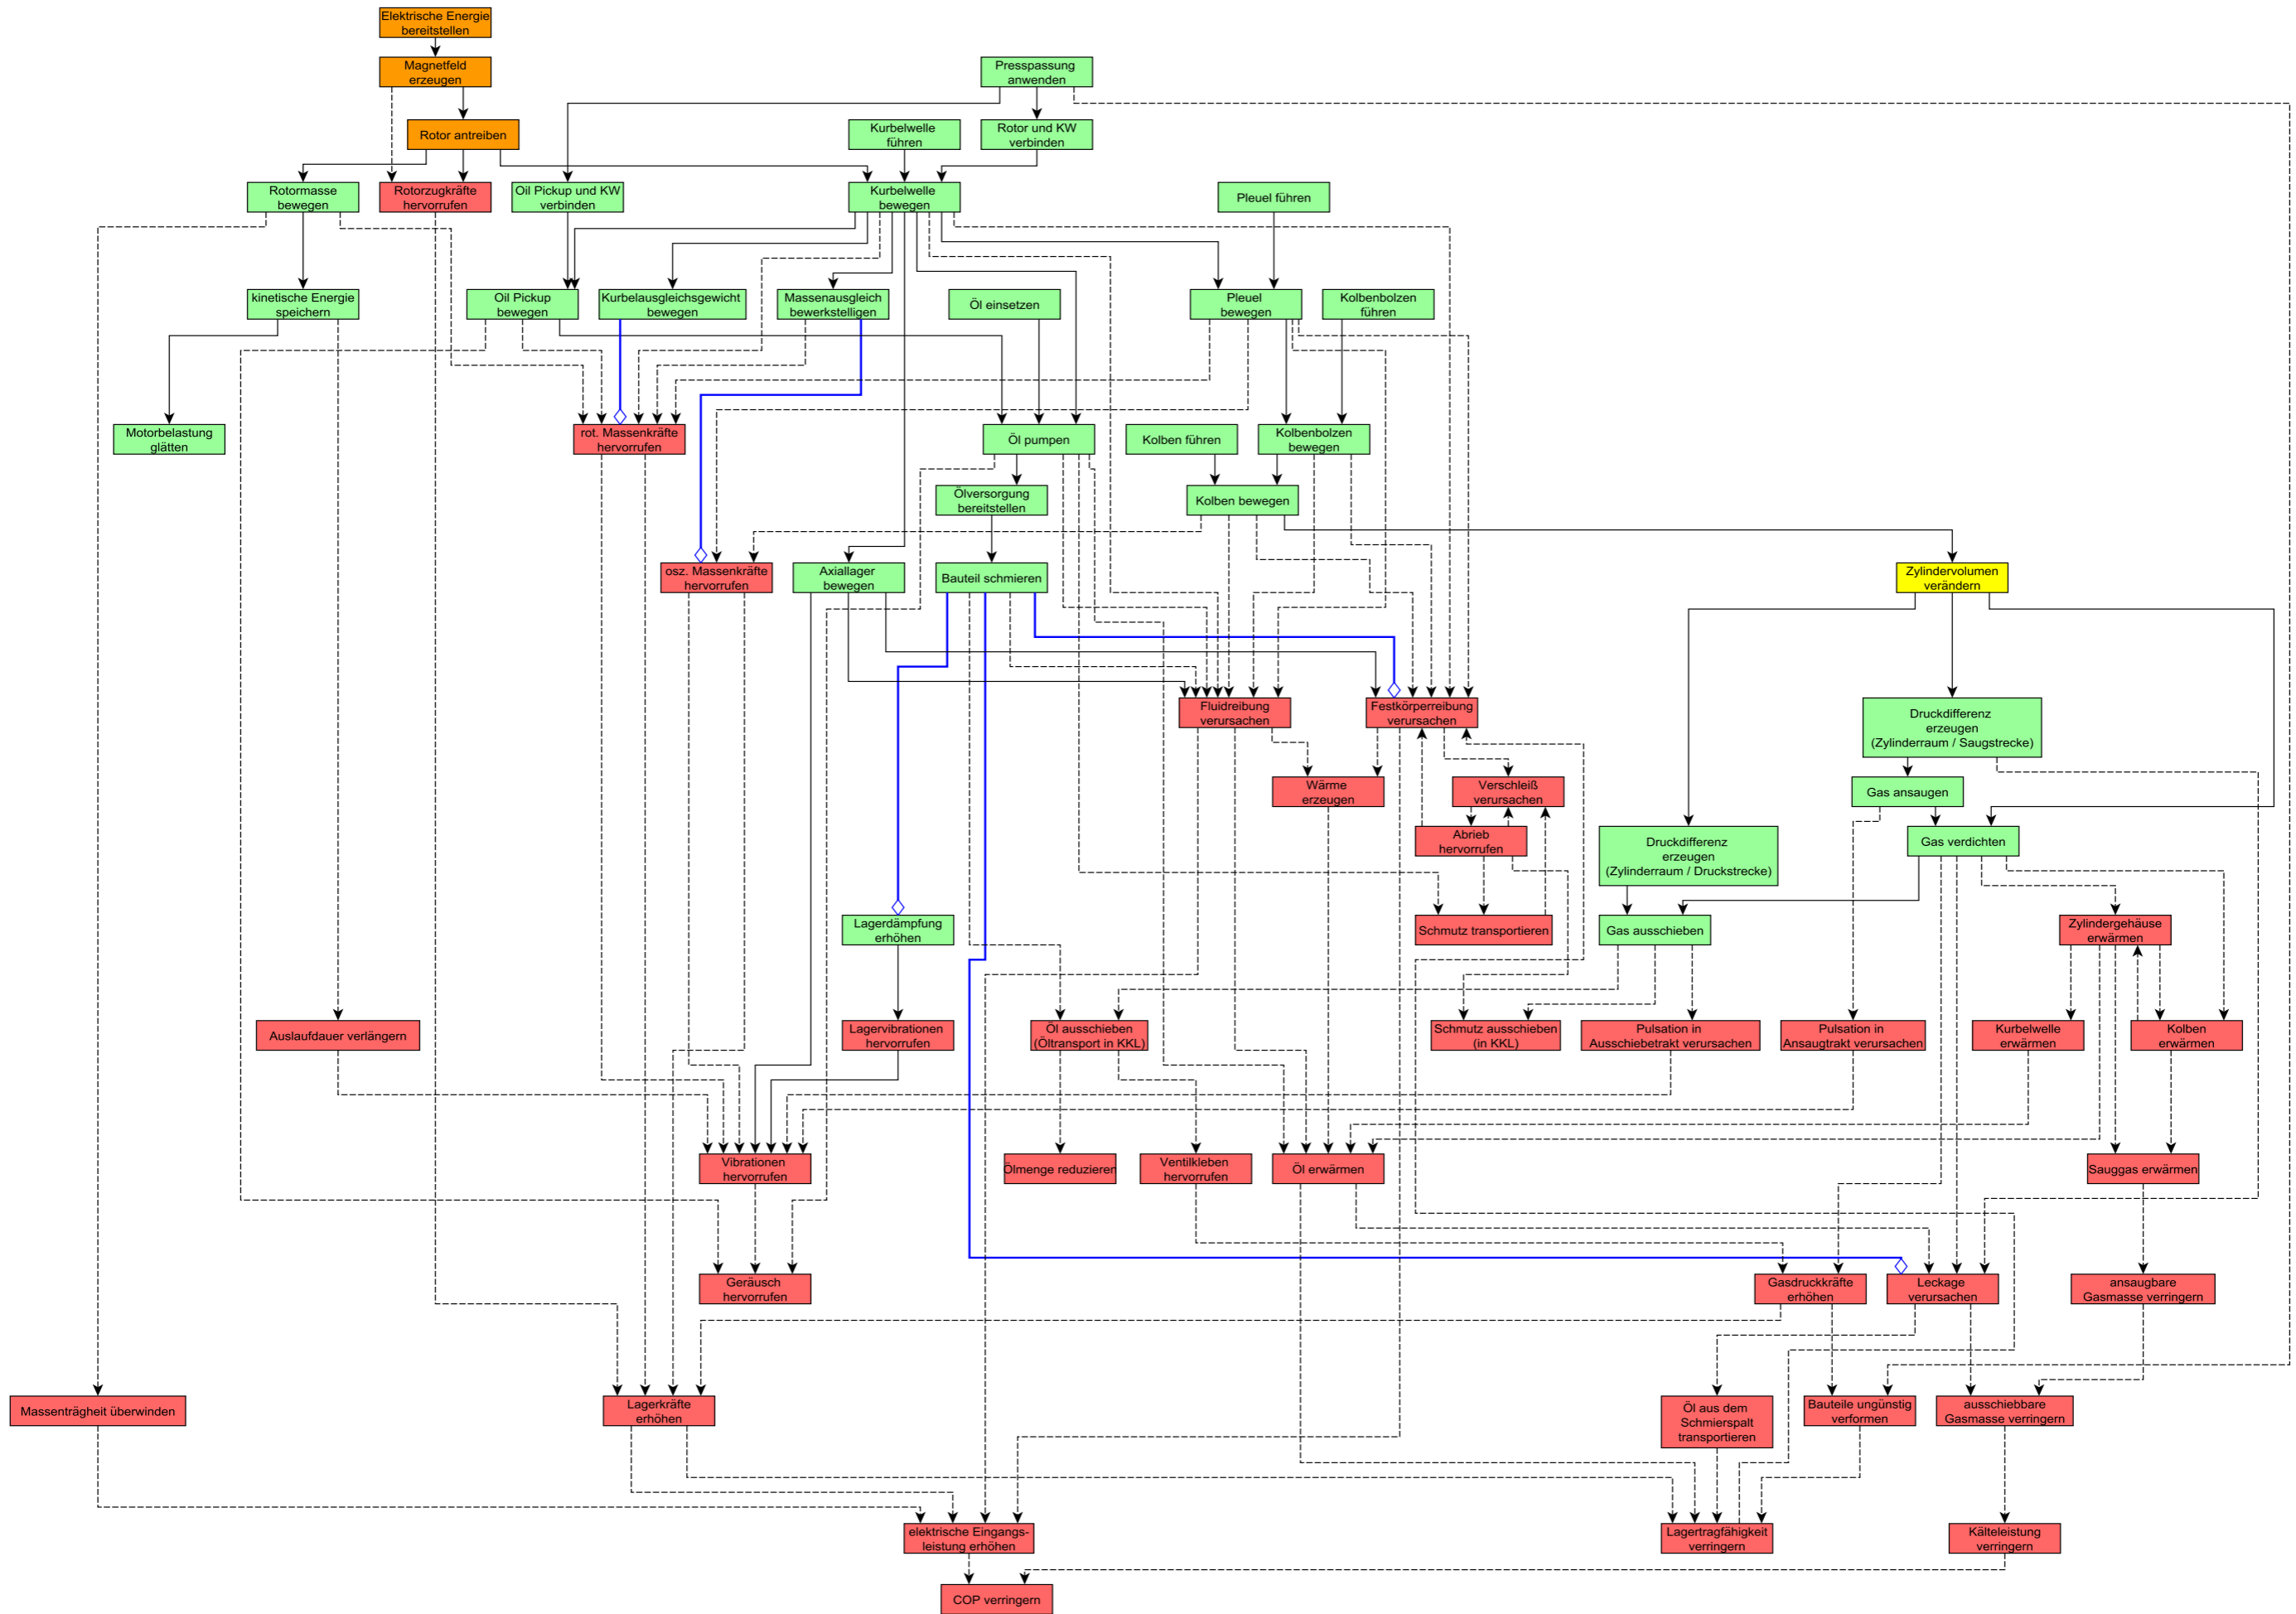 Elektrische Energie
bereitstellen
Magnetfeld
erzeugen
Presspassung
anwenden
Rotor antreiben
Kurbelwelle
führen
Rotor und KW
verbinden
Rotormasse
bewegen
Rotorzugkräfte
hervorrufen
Oil Pickup und KW
verbinden
Kurbelwelle
bewegen
Pleuel führen
kinetische Energie
speichern
Oil Pickup
bewegen
Kurbelausgleichsgewicht
bewegen
Massenausgleich
bewerkstelligen
Öl einsetzen
Pleuel
bewegen
Kolbenbolzen
führen
Motorbelastung
glätten
rot. Massenkräfte
hervorrufen
Öl pumpen
Kolben führen
Kolbenbolzen
bewegen
Ölversorgung
bereitstellen
Kolben bewegen
osz. Massenkräfte
hervorrufen
Axiallager
bewegen
Bauteil schmieren
Zylindervolumen
verändern
Fluidreibung
verursachen
Festkörperreibung
verursachen
Druckdifferenz
erzeugen
(Zylinderraum / Saugstrecke)
Wärme
erzeugen
Verschleiß
verursachen
Gas ansaugen
Abrieb
hervorrufen
Druckdifferenz
erzeugen
(Zylinderraum / Druckstrecke)
Gas verdichten
Lagerdämpfung
erhöhen
Schmutz transportieren
Gas ausschieben
Zylindergehäuse
erwärmen
Auslaufdauer verlängern
Lagervibrationen
hervorrufen
Öl ausschieben
(Öltransport in KKL)
Schmutz ausschieben
(in KKL)
Pulsation in
Ausschiebetrakt verursachen
Pulsation in
Ansaugtrakt verursachen
Kurbelwelle
erwärmen
Kolben
erwärmen
Vibrationen
hervorrufen
Ölmenge reduzieren
Ventilkleben
hervorrufen
Öl erwärmen
Sauggas erwärmen
Geräusch
hervorrufen
Gasdruckkräfte
erhöhen
Leckage
verursachen
ansaugbare
Gasmasse verringern
Massenträgheit überwinden
Lagerkräfte
erhöhen
Öl aus dem
Schmierspalt
transportieren
Bauteile ungünstig
verformen
ausschiebbare
Gasmasse verringern
elektrische Eingangs-
leistung erhöhen
Lagertragfähigkeit
verringern
Kälteleistung
verringern
COP verringern